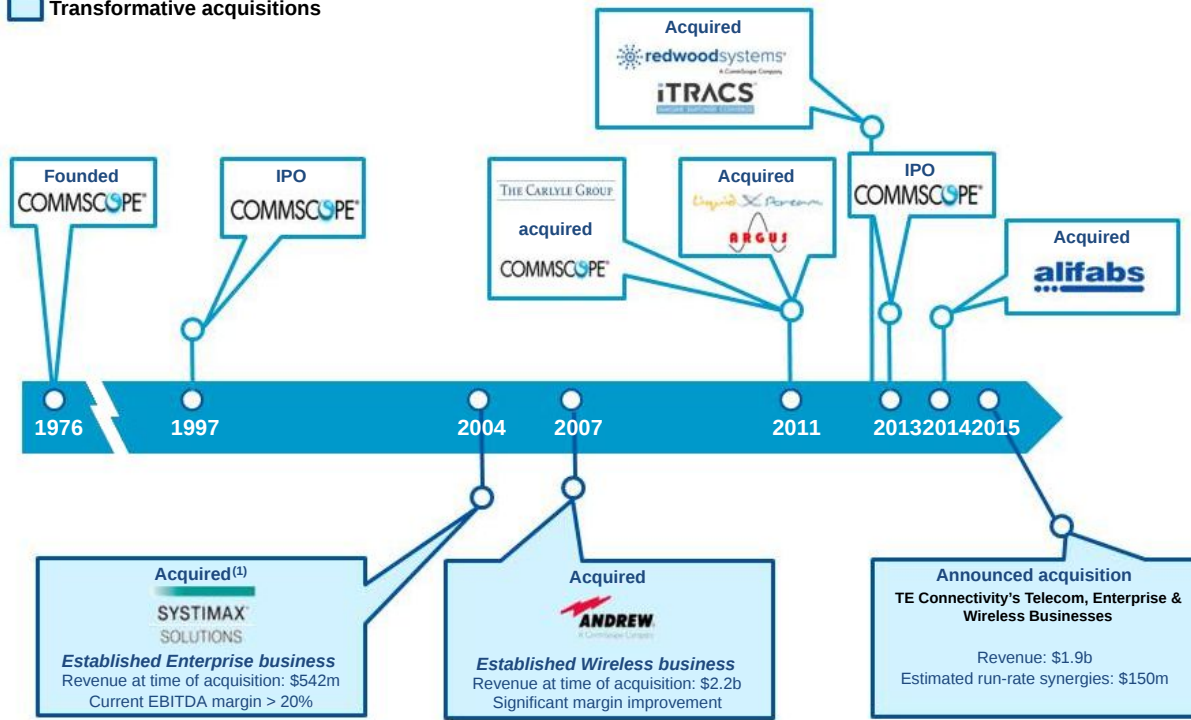 Transformative acquisitions
Acquired
redwoodsystems
A CommScope Company
iTRACS
Founded
COMMSCOPE®
IPO
COMMSCOPE®
THE CARLYLE GROUP
acquired
COMMSCOPE®
Acquired
Liquid
ARGUS
IPO
COMMSCOPE®
Acquired
alifabs
1976
1997
2004
2007
2011
2013
2014
2015
Acquired(1)
SYSTIMAX
SOLUTIONS
Established Enterprise business
Revenue at time of acquisition: $542m
Current EBITDA margin > 20%
Acquired
ANDREW
A CommScope Company
Established Wireless business
Revenue at time of acquisition: $2.2b
Significant margin improvement
Announced acquisition
TE Connectivity's Telecom, Enterprise &
Wireless Businesses
Revenue: $1.9b
Estimated run-rate synergies: $150m